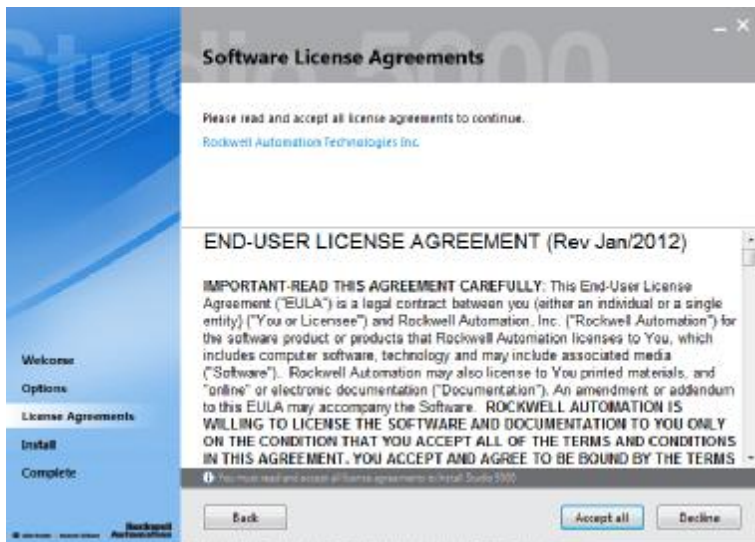 Studio 5000
Software License Agreements
Please read and accept all license agreements to continue.
Rockwell Automation Technologies Inc.
END-USER LICENSE AGREEMENT (Rev Jan/2012)
IMPORTANT-READ THIS AGREEMENT CAREFULLY: This End-User License
Agreement ("EULA") is a legal contract between you (either an individual or a single
entity) ("You or Licensee") and Rockwell Automation, Inc. ("Rockwell Automation") for
the software product or products that Rockwell Automation licenses to You, which
includes computer software, technology and may include associated media
("Software"). Rockwell Automation may also license to You printed materials, and
"online" or electronic documentation ("Documentation"). An amendment or addendum
to this EULA may accompany the Software. ROCKWELL AUTOMATION IS
WILLING TO LICENSE THE SOFTWARE AND DOCUMENTATION TO YOU ONLY
ON THE CONDITION THAT YOU ACCEPT ALL OF THE TERMS AND CONDITIONS
IN THIS AGREEMENT. YOU ACCEPT AND AGREE TO BE BOUND BY THE TERMS
You must read and accept all license agreements to install Studio 5000
Welcome
Options
License Agreements
Install
Complete
Rockwell
Automation
Back
Accept all
Decline